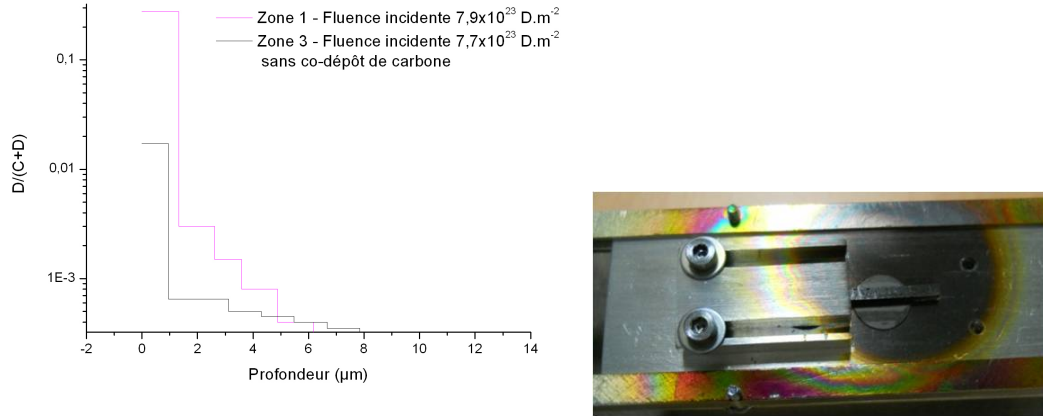 Zone 1 - Fluence incidente 7,9x10²³ D.m⁻²
Zone 3 - Fluence incidente 7,7x10²³ D.m⁻²
sans co-dépôt de carbone
0,1
0,01
1E-3
D/(C+D)
-2 0 2 4 6 8 10 12 14
Profondeur (µm)